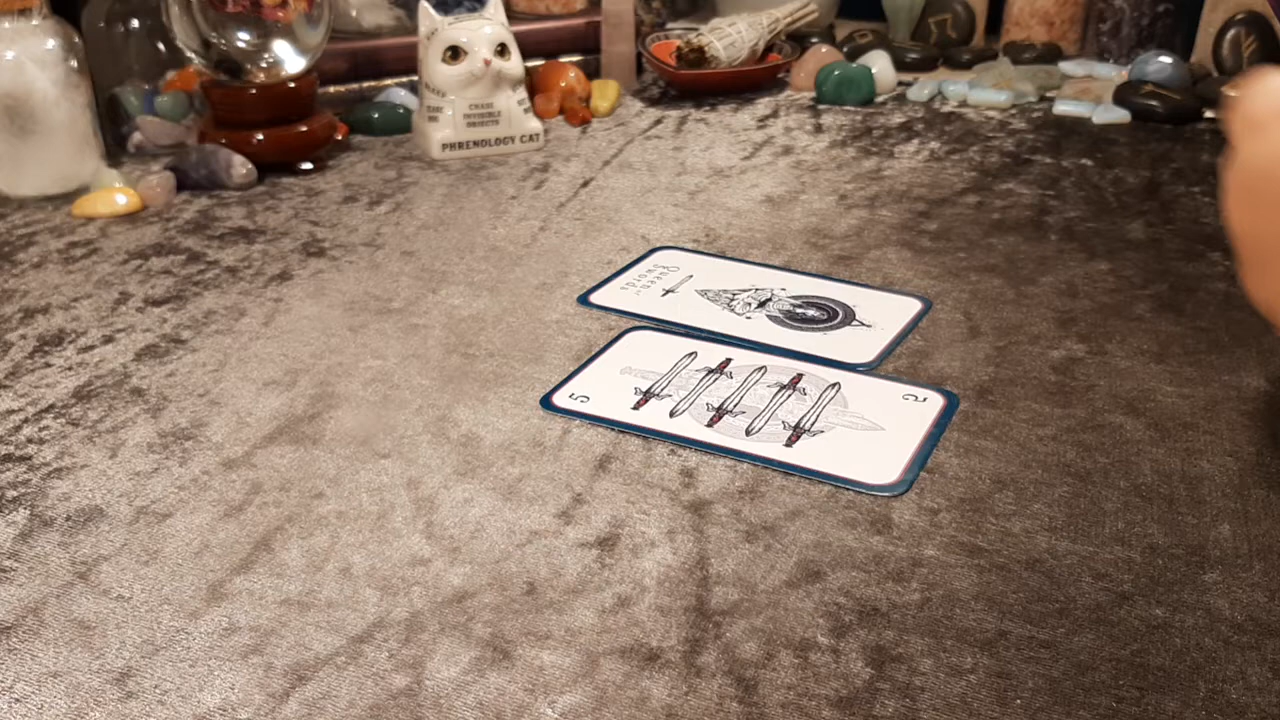 CHASE
INVISIBLE
OBJECTS
PHRENOLOGY CAT
Queen of
Swords
5
5